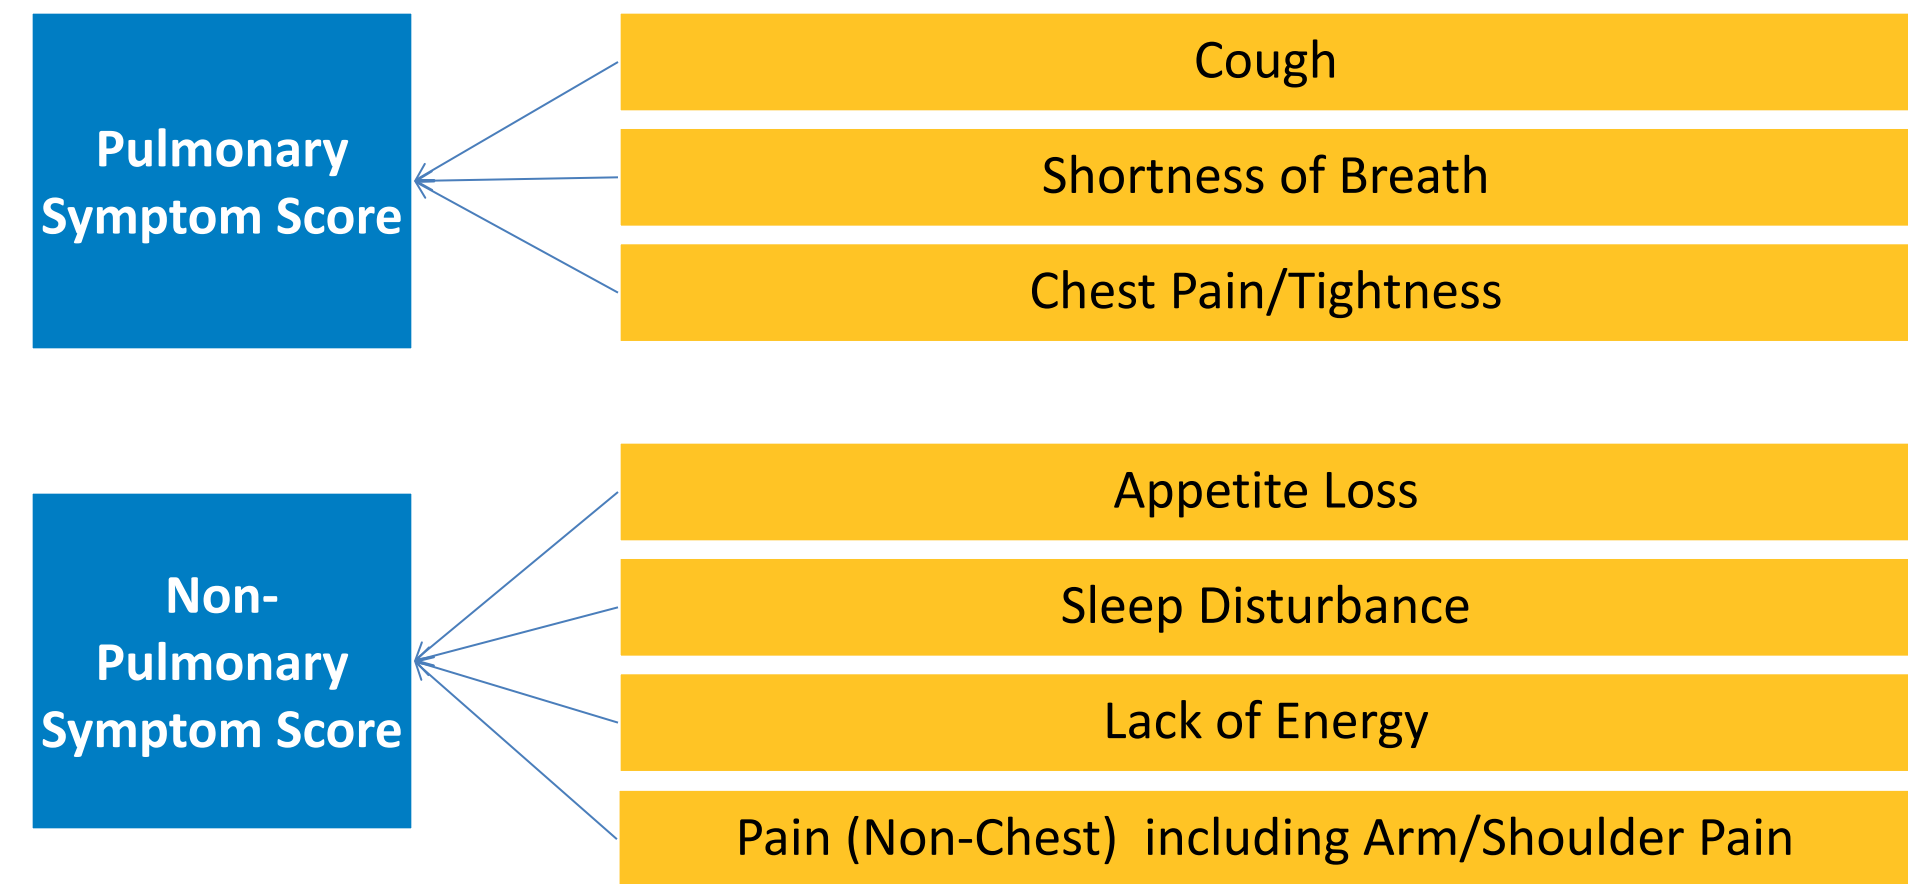 Pulmonary
Symptom Score
Cough
Shortness of Breath
Chest Pain/Tightness
Non-
Pulmonary
Symptom Score
Appetite Loss
Sleep Disturbance
Lack of Energy
Pain (Non-Chest)  including Arm/Shoulder Pain